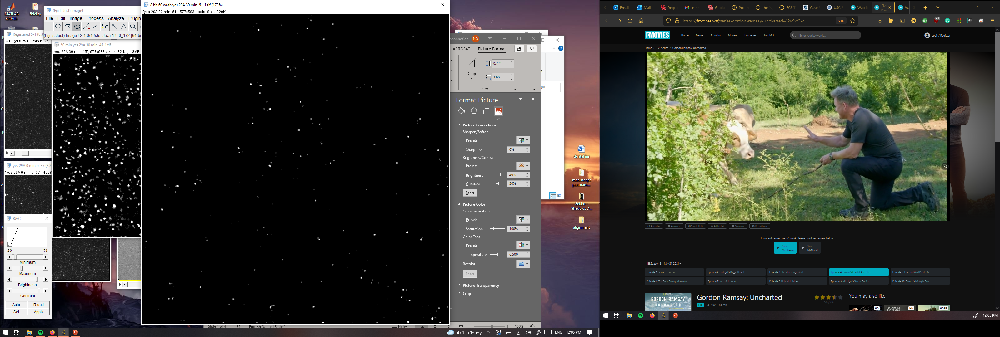 MATLAB
R2020b
fidelity
(Fiji Is Just) ImageJ
File Edit Image Process Analyze Plugin
(Fiji Is Just) ImageJ 2.1.0/1.53c; Java 1.8.0_172 [64-bi
Registered S-1 (8.3
2/13 (yes 29A 0 min b 37);
60 min yes 29A 30 min 45-1.tif
"yes 29A 30 min 45"; 577x583 pixels; 32-bit; 1.3MB
yes 29A 0 min b 37 (8.3
"yes 29A 0 min b 37"; 4008
B&C
20 73
Minimum
Maximum
Brightness
Contrast
Auto Reset
Set Apply
8 bit 60 wash yes 29A 30 min 51-1.tif (170%)
"yes 29A 30 min 51"; 577x583 pixels; 8-bit; 329K
ohannesian NO
ACROBAT Picture Format
Crop
3.72"
3.68"
Size
9A
Format Picture
Picture Corrections
Sharpen/Soften
Presets
Sharpness 0%
Brightness/Contrast
Presets
Brightness 49%
Contrast 30%
Reset
Picture Color
Color Saturation
Presets
Saturation 100%
Color Tone
Presets
Temperature 6,500
Recolor
Reset
Picture Transparency
Crop
Slide 4 of 4 English (United States) Notes 150%
dental ins
manuscript
panoram...
Sekiro -
Shadows D...
alignment
47°F Cloudy ENG 12:05 PM
Email Mail - Degre Inbox Gradu Proce thesis ECE T Case USCIS Watch FM Wa
https://fmovies.wtf/series/gordon-ramsay-uncharted-42y9x/3-4 60%
27
FMOVIES Home Genre Country Movies TV-Series Top IMDb Enter your keywords... Login/ Register
Home / TV-Series / Gordon Ramsay: Uncharted
Auto play Auto next Toggle light Add to list Comment Report issue
If current server doesn't work please try other servers below.
Server
Vidstream
Server
MyCloud
Season 3 - May 31, 2021
Episode 1: Texas Throwdown Episode 2: Portugal's Rugged Coast Episode 3: The Maine Ingredient Episode 4: Croatia's Coastal Adventure Episode 5: Lush and Wild Puerto Rico
Episode 6: The Great Smoky Mountains Episode 7: Incredible Iceland Episode 8: Holy Mole Mexico Episode 9: Michigan's Yooper Cuisine Episode 10: Finland's Midnight Sun
GORDON RAMSAY
UNCHARTED
Gordon Ramsay: Uncharted
HD 7.80 na min
You may also like
HD HD HDRIP
GORDON
12:05 PM